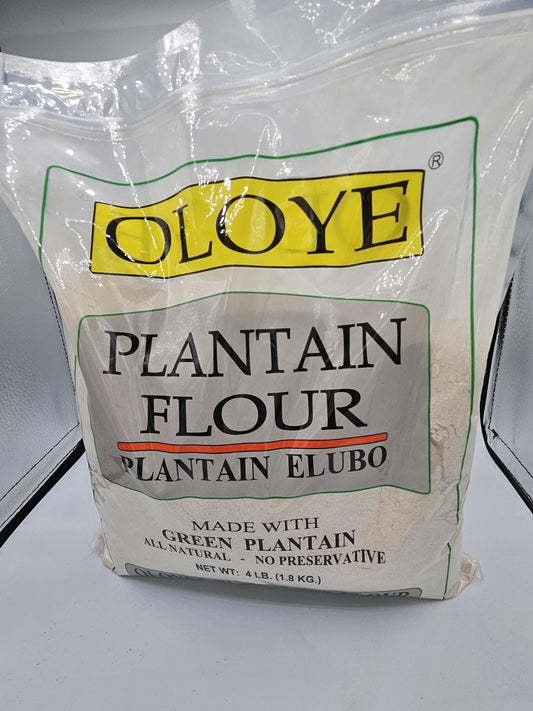 OLOYE ®
PLANTAIN
FLOUR
PLANTAIN ELUBO
MADE WITH
GREEN PLANTAIN
ALL NATURAL - NO PRESERVATIVE
NET WT: 4 LB. (1.8 KG.)